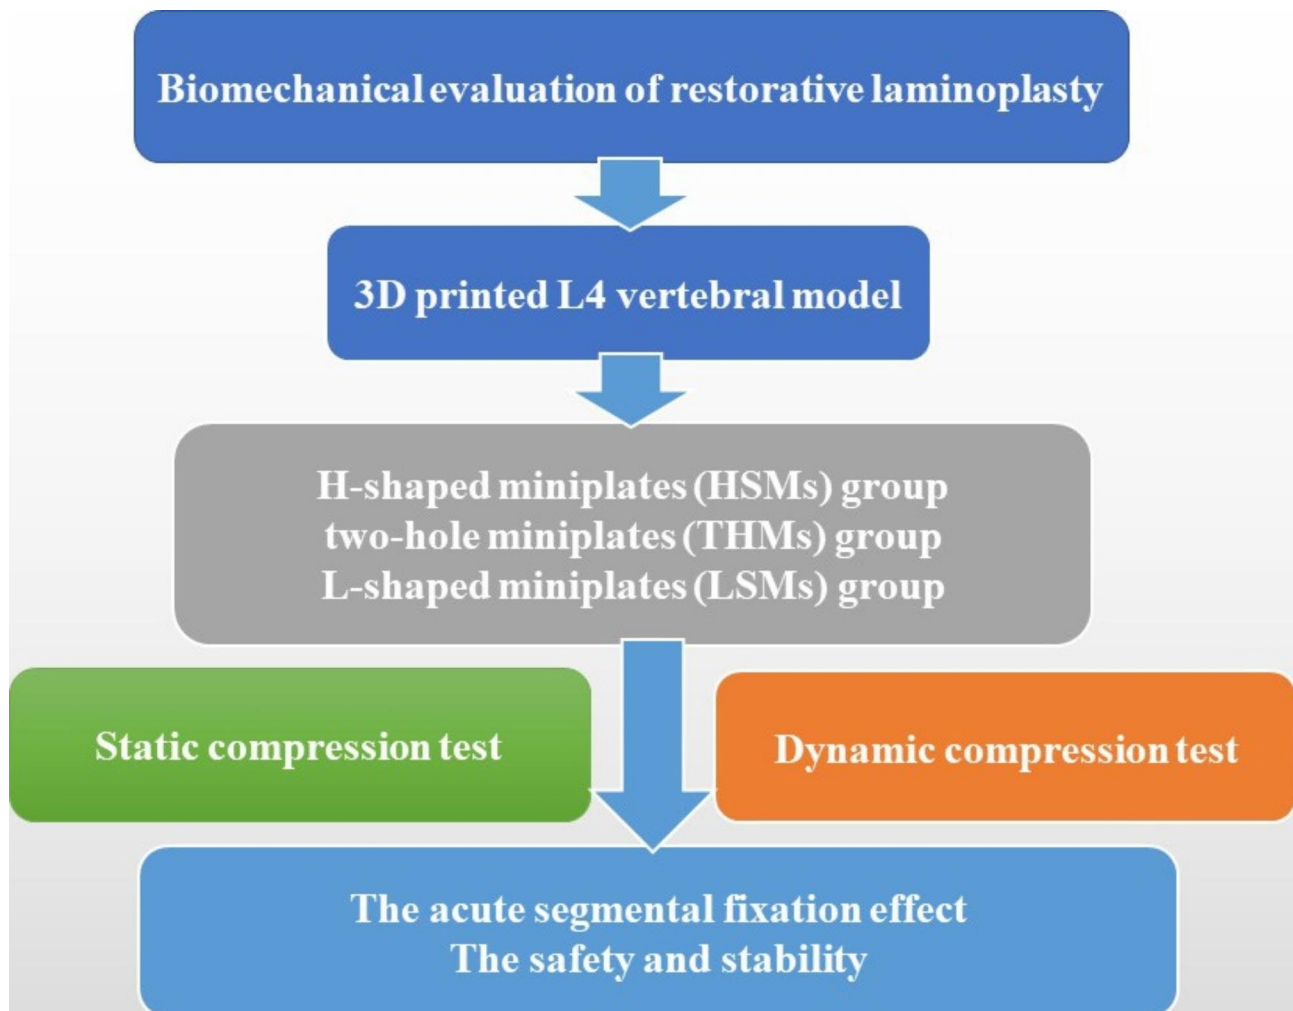 Biomechanical evaluation of restorative laminoplasty
3D printed L4 vertebral model
H-shaped miniplates (HSMs) group
two-hole miniplates (THMs) group
L-shaped miniplates (LSMs) group
Static compression test
Dynamic compression test
The acute segmental fixation effect
The safety and stability